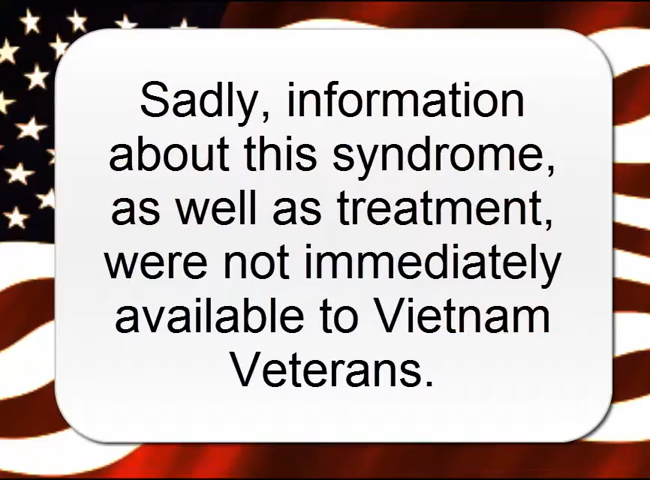 Sadly, information
about this syndrome,
as well as treatment,
were not immediately
available to Vietnam
Veterans.